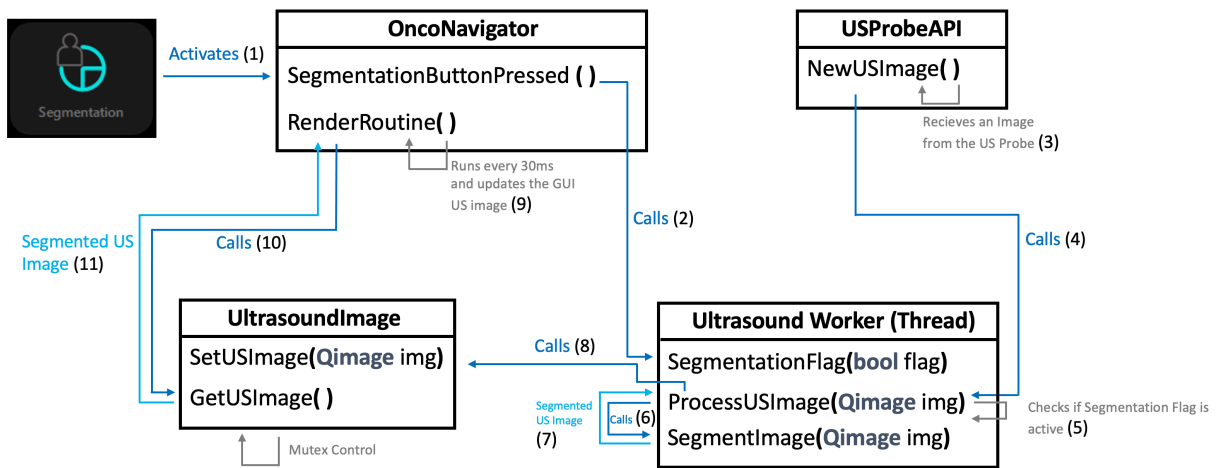 Segmentation
Activates (1)
OncoNavigator
SegmentationButtonPressed ( )
RenderRoutine( )
Runs every 30ms
and updates the GUI
US image (9)
USProbeAPI
NewUSImage( )
Recieves an Image
from the US Probe (3)
Calls (2)
Calls (4)
Calls (10)
Segmented US
Image (11)
UltrasoundImage
SetUSImage(Qimage img)
GetUSImage( )
Mutex Control
Calls (8)
Ultrasound Worker (Thread)
SegmentationFlag(bool flag)
ProcessUSImage(Qimage img)
SegmentImage(Qimage img)
Segmented
US Image
(7)
Calls (6)
Checks if Segmentation Flag is
active (5)